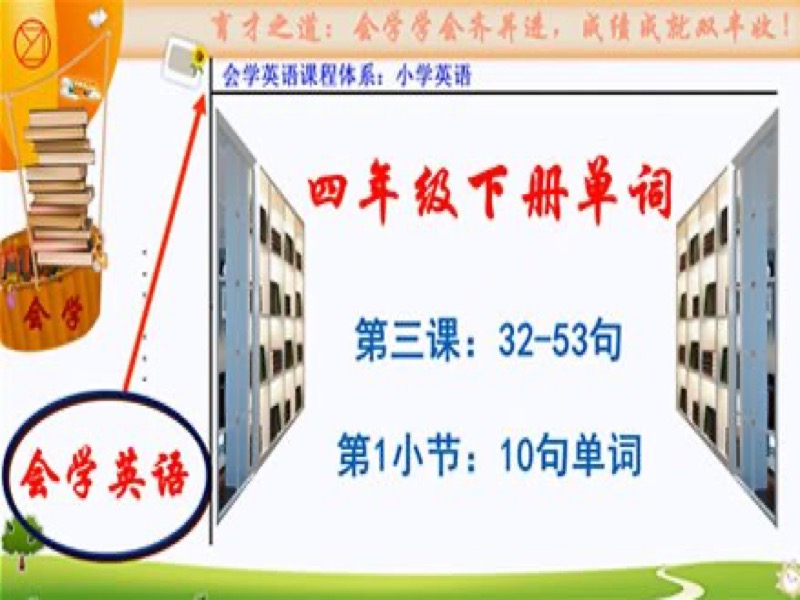 育才之道：会学学会齐并进，成绩成就双丰收！
会学英语课程体系：小学英语
四年级下册单词
第三课：32-53句
第1小节：10句单词
会学
会学英语